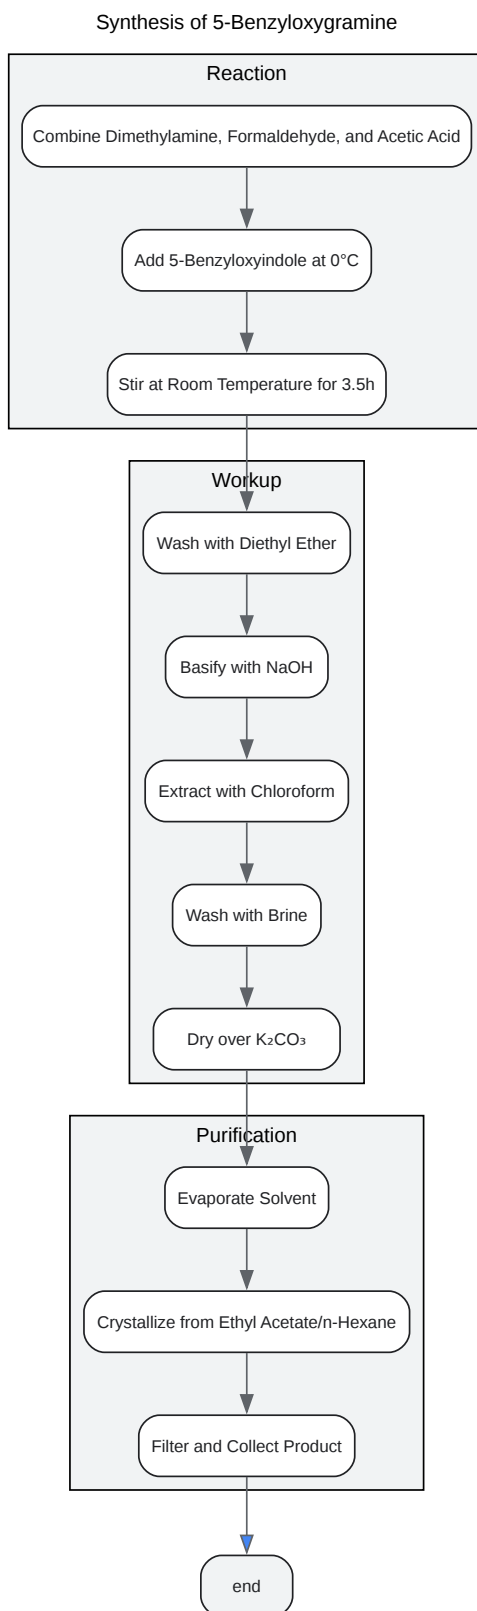 Synthesis of 5-Benzyloxygramine
Reaction
Combine Dimethylamine, Formaldehyde, and Acetic Acid
Add 5-Benzyloxyindole at 0°C
Stir at Room Temperature for 3.5h
Workup
Wash with Diethyl Ether
Basify with NaOH
Extract with Chloroform
Wash with Brine
Dry over K₂CO₃
Purification
Evaporate Solvent
Crystallize from Ethyl Acetate/n-Hexane
Filter and Collect Product
end